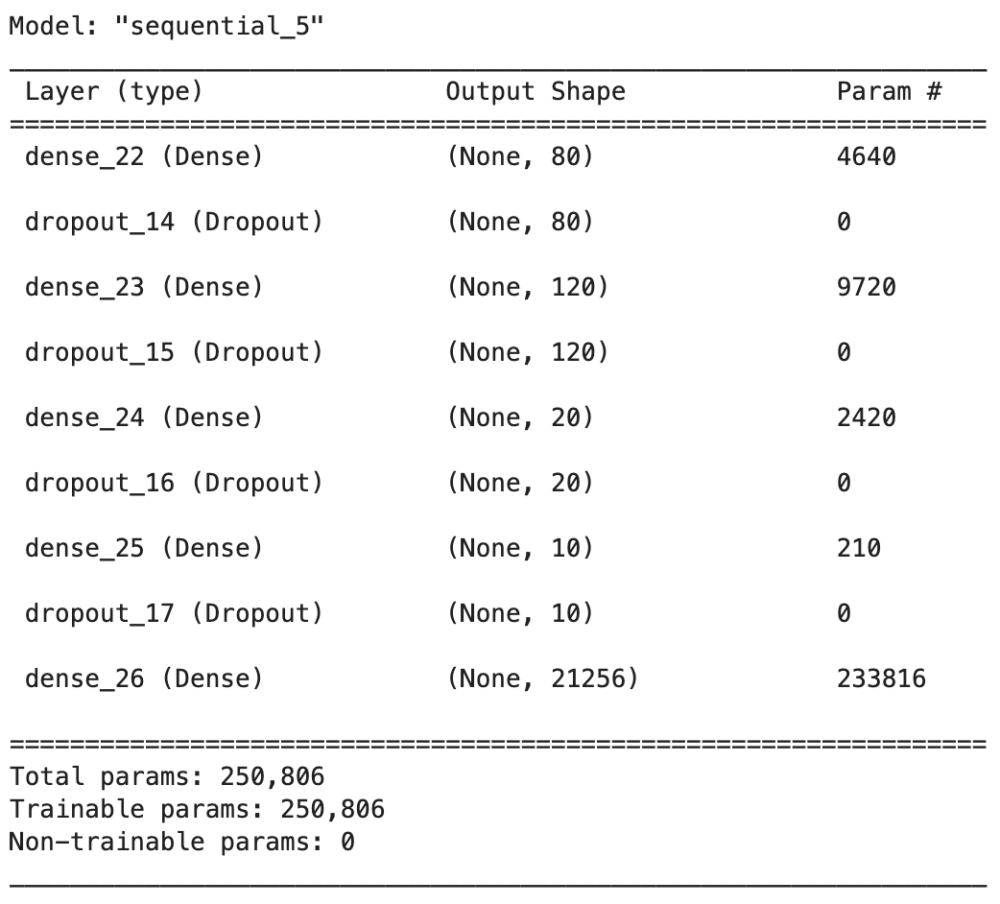 Model: "sequential_5"
Layer (type) Output Shape Param #
dense_22 (Dense) (None, 80) 4640
dropout_14 (Dropout) (None, 80) 0
dense_23 (Dense) (None, 120) 9720
dropout_15 (Dropout) (None, 120) 0
dense_24 (Dense) (None, 20) 2420
dropout_16 (Dropout) (None, 20) 0
dense_25 (Dense) (None, 10) 210
dropout_17 (Dropout) (None, 10) 0
dense_26 (Dense) (None, 21256) 233816
Total params: 250,806
Trainable params: 250,806
Non-trainable params: 0